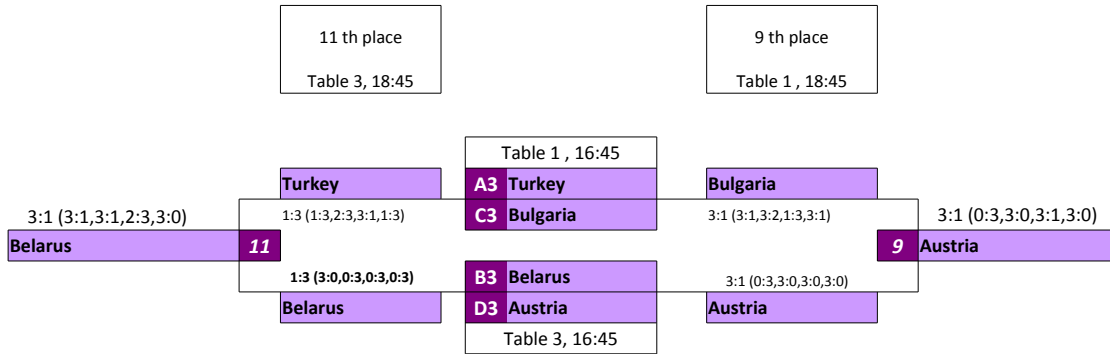 11 th place
9 th place
Table 3, 18:45
Table 1 , 18:45
Table 1 , 16:45
Turkey
A3 Turkey
Bulgaria
3:1 (3:1,3:1,2:3,3:0)
1:3 (1:3,2:3,3:1,1:3)
C3 Bulgaria
3:1 (3:1,3:2,1:3,3:1)
3:1 (0:3,3:0,3:1,3:0)
Belarus 11
9 Austria
1:3 (3:0,0:3,0:3,0:3)
B3 Belarus
3:1 (0:3,3:0,3:0,3:0)
Belarus
D3 Austria
Austria
Table 3, 16:45